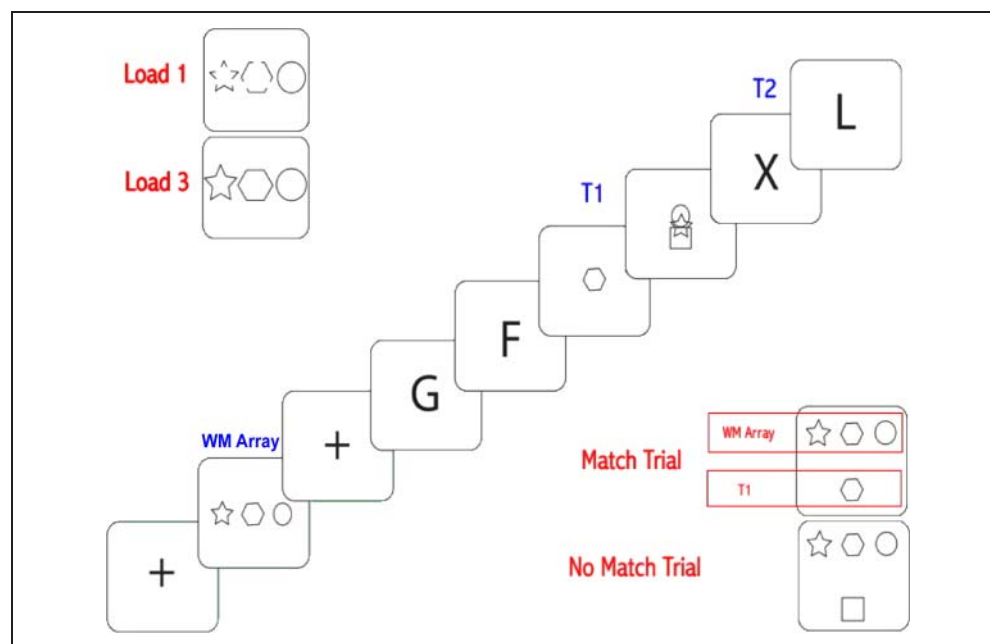 Load 1
Load 3
T2
L
X
T1
F
G
WM Array
+
+
Match Trial
WM Array
T1
No Match Trial